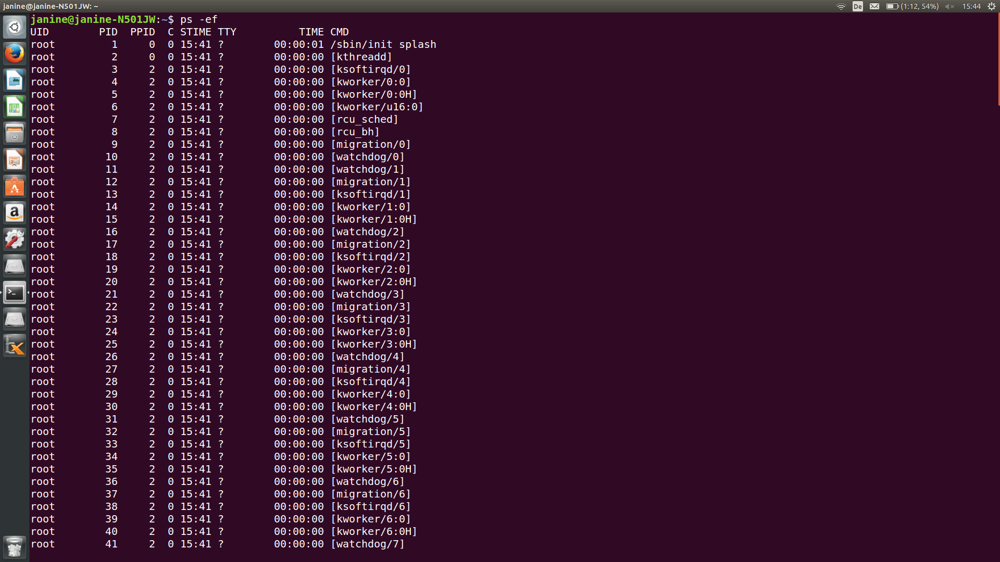 janine@janine-N501JW: ~
De (1:12, 54%) 15:44
janine@janine-N501JW:~$ ps -ef
UID        PID  PPID  C STIME TTY          TIME CMD
root         1     0  0 15:41 ?        00:00:01 /sbin/init splash
root         2     0  0 15:41 ?        00:00:00 [kthreadd]
root         3     2  0 15:41 ?        00:00:00 [ksoftirqd/0]
root         4     2  0 15:41 ?        00:00:00 [kworker/0:0]
root         5     2  0 15:41 ?        00:00:00 [kworker/0:0H]
root         6     2  0 15:41 ?        00:00:00 [kworker/u16:0]
root         7     2  0 15:41 ?        00:00:00 [rcu_sched]
root         8     2  0 15:41 ?        00:00:00 [rcu_bh]
root         9     2  0 15:41 ?        00:00:00 [migration/0]
root        10     2  0 15:41 ?        00:00:00 [watchdog/0]
root        11     2  0 15:41 ?        00:00:00 [watchdog/1]
root        12     2  0 15:41 ?        00:00:00 [migration/1]
root        13     2  0 15:41 ?        00:00:00 [ksoftirqd/1]
root        14     2  0 15:41 ?        00:00:00 [kworker/1:0]
root        15     2  0 15:41 ?        00:00:00 [kworker/1:0H]
root        16     2  0 15:41 ?        00:00:00 [watchdog/2]
root        17     2  0 15:41 ?        00:00:00 [migration/2]
root        18     2  0 15:41 ?        00:00:00 [ksoftirqd/2]
root        19     2  0 15:41 ?        00:00:00 [kworker/2:0]
root        20     2  0 15:41 ?        00:00:00 [kworker/2:0H]
root        21     2  0 15:41 ?        00:00:00 [watchdog/3]
root        22     2  0 15:41 ?        00:00:00 [migration/3]
root        23     2  0 15:41 ?        00:00:00 [ksoftirqd/3]
root        24     2  0 15:41 ?        00:00:00 [kworker/3:0]
root        25     2  0 15:41 ?        00:00:00 [kworker/3:0H]
root        26     2  0 15:41 ?        00:00:00 [watchdog/4]
root        27     2  0 15:41 ?        00:00:00 [migration/4]
root        28     2  0 15:41 ?        00:00:00 [ksoftirqd/4]
root        29     2  0 15:41 ?        00:00:00 [kworker/4:0]
root        30     2  0 15:41 ?        00:00:00 [kworker/4:0H]
root        31     2  0 15:41 ?        00:00:00 [watchdog/5]
root        32     2  0 15:41 ?        00:00:00 [migration/5]
root        33     2  0 15:41 ?        00:00:00 [ksoftirqd/5]
root        34     2  0 15:41 ?        00:00:00 [kworker/5:0]
root        35     2  0 15:41 ?        00:00:00 [kworker/5:0H]
root        36     2  0 15:41 ?        00:00:00 [watchdog/6]
root        37     2  0 15:41 ?        00:00:00 [migration/6]
root        38     2  0 15:41 ?        00:00:00 [ksoftirqd/6]
root        39     2  0 15:41 ?        00:00:00 [kworker/6:0]
root        40     2  0 15:41 ?        00:00:00 [kworker/6:0H]
root        41     2  0 15:41 ?        00:00:00 [watchdog/7]